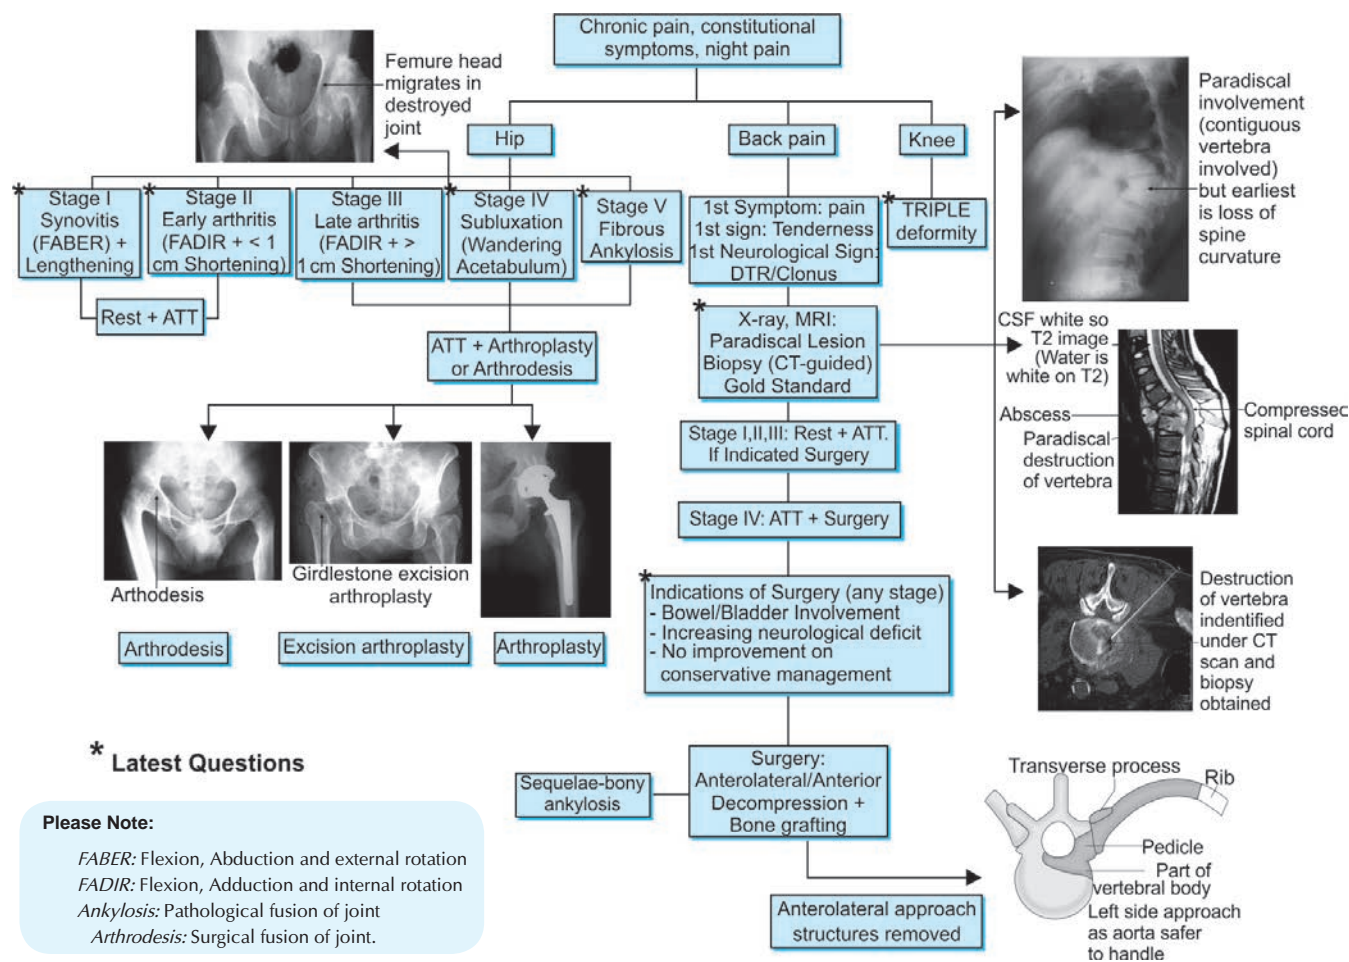 Chronic pain, constitutional
symptoms, night pain
Femure head
migrates in
destroyed
joint
Hip
Back pain
Knee
* Stage I
Synovitis
(FABER) +
Lengthening
* Stage II
Early arthritis
(FADIR + < 1
cm Shortening)
Stage III
Late arthritis
(FADIR + >
1 cm Shortening)
* Stage IV
Subluxation
(Wandering
Acetabulum)
* Stage V
Fibrous
Ankylosis
1st Symptom: pain
1st sign: Tenderness
1st Neurological Sign:
DTR/Clonus
* TRIPLE
deformity
Paradiscal
involvement
(contiguous
vertebra
involved)
but earliest
is loss of
spine
curvature
Rest + ATT
ATT + Arthroplasty
or Arthrodesis
* X-ray, MRI:
Paradiscal Lesion
Biopsy (CT-guided)
Gold Standard
CSF white so
T2 image
(Water is
white on T2)
Abscess
Paradiscal
destruction
of vertebra
Compressed
spinal cord
Stage I,II,III: Rest + ATT.
If Indicated Surgery
Stage IV: ATT + Surgery
Arthodesis
Girdlestone excision
arthroplasty
Arthrodesis
Excision arthroplasty
Arthroplasty
* Indications of Surgery (any stage)
- Bowel/Bladder Involvement
- Increasing neurological deficit
- No improvement on
conservative management
Destruction
of vertebra
indentified
under CT
scan and
biopsy
obtained
* Latest Questions
Sequelae-bony
ankylosis
Surgery:
Anterolateral/Anterior
Decompression +
Bone grafting
Transverse process
Rib
Pedicle
Part of
vertebral body
Left side approach
as aorta safer
to handle
Anterolateral approach
structures removed
Please Note:
FABER: Flexion, Abduction and external rotation
FADIR: Flexion, Adduction and internal rotation
Ankylosis: Pathological fusion of joint
Arthrodesis: Surgical fusion of joint.